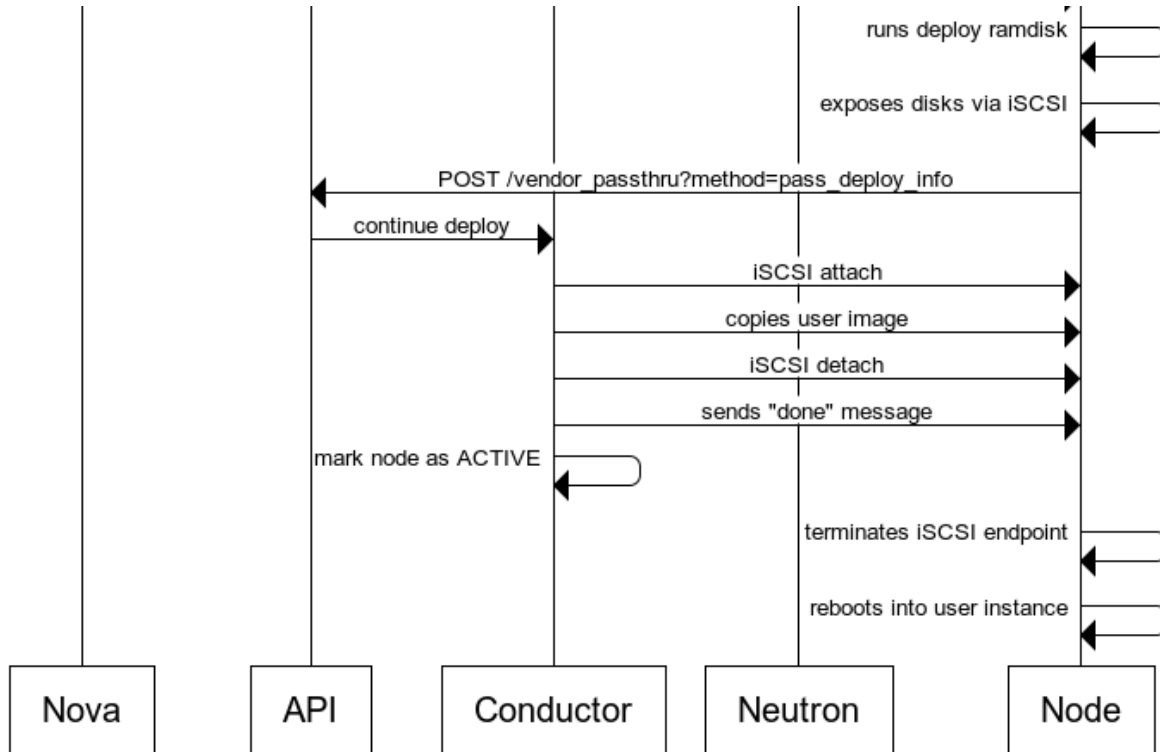 runs deploy ramdisk
exposes disks via iSCSI
POST /vendor_passthru?method=pass_deploy_info
continue deploy
iSCSI attach
copies user image
iSCSI detach
sends "done" message
mark node as ACTIVE
terminates iSCSI endpoint
reboots into user instance
Nova API Conductor Neutron Node